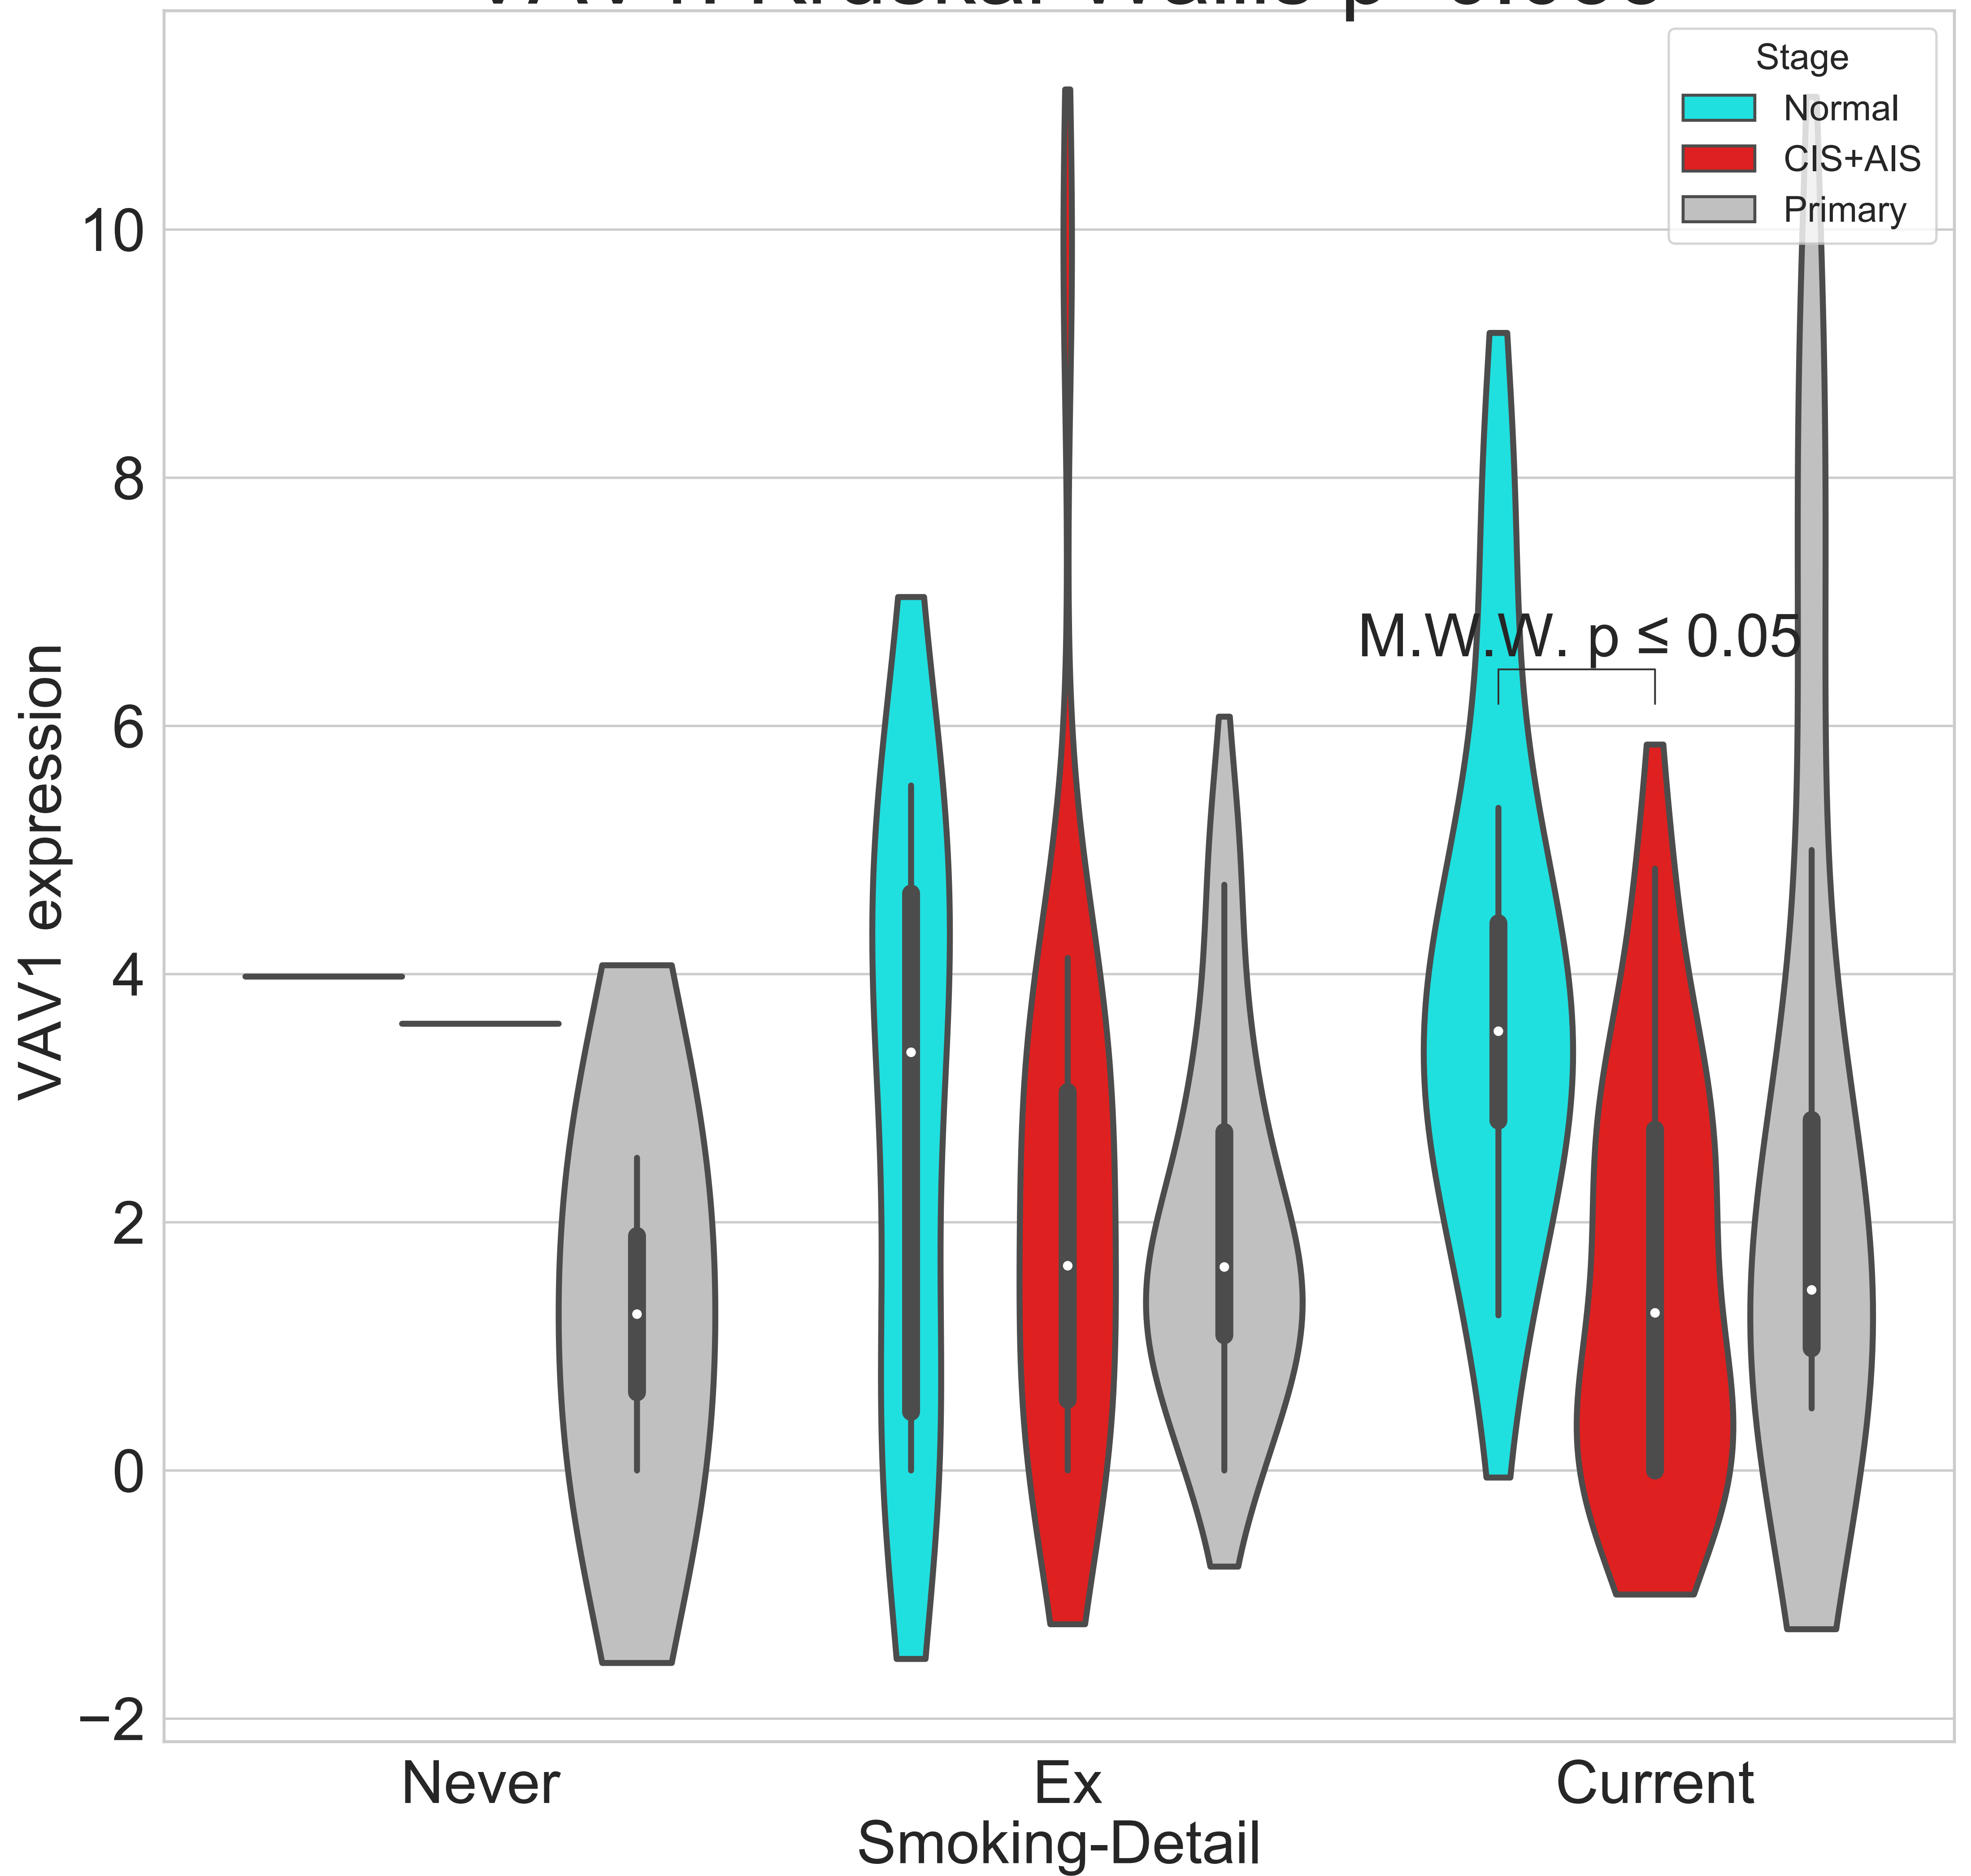 Stage
Normal
CIS+AIS
Primary
10
8
6
4
2
0
−2
VAV1 expression
M.W.W. p ≤ 0.05
Never
Ex
Current
Smoking-Detail